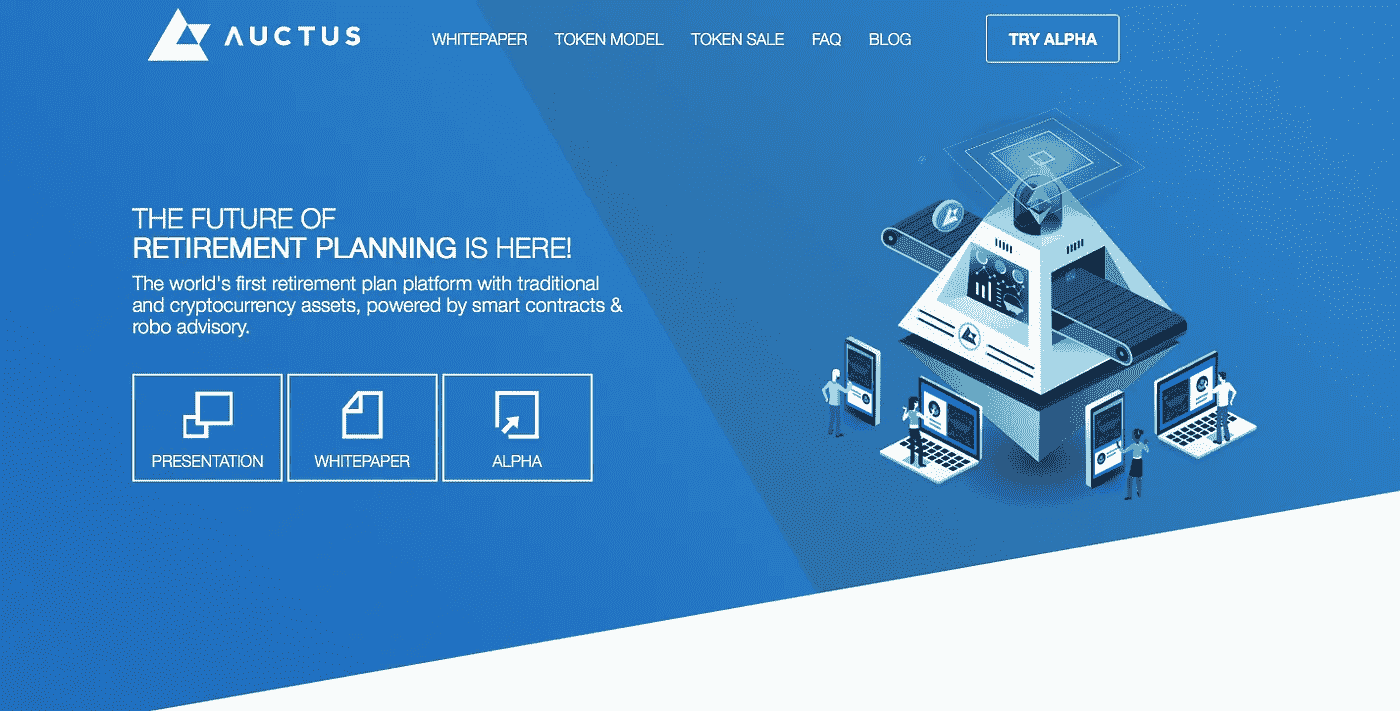 AUCTUS
WHITEPAPER
TOKEN MODEL
TOKEN SALE
FAQ
BLOG
TRY ALPHA
THE FUTURE OF
RETIREMENT PLANNING IS HERE!
The world's first retirement plan platform with traditional
and cryptocurrency assets, powered by smart contracts &
robo advisory.
PRESENTATION
WHITEPAPER
ALPHA